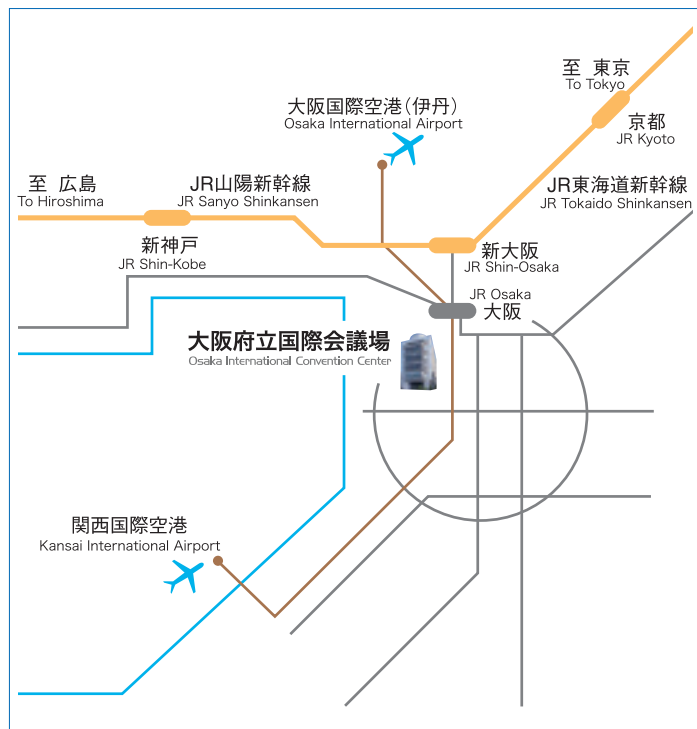 至 東京
To Tokyo
大阪国際空港(伊丹)
Osaka International Airport
京都
JR Kyoto
至 広島
To Hiroshima
JR山陽新幹線
JR Sanyo Shinkansen
JR東海道新幹線
JR Tokaido Shinkansen
新神戸
JR Shin-Kobe
新大阪
JR Shin-Osaka
JR Osaka
大阪
大阪府立国際会議場
Osaka International Convention Center
関西国際空港
Kansai International Airport